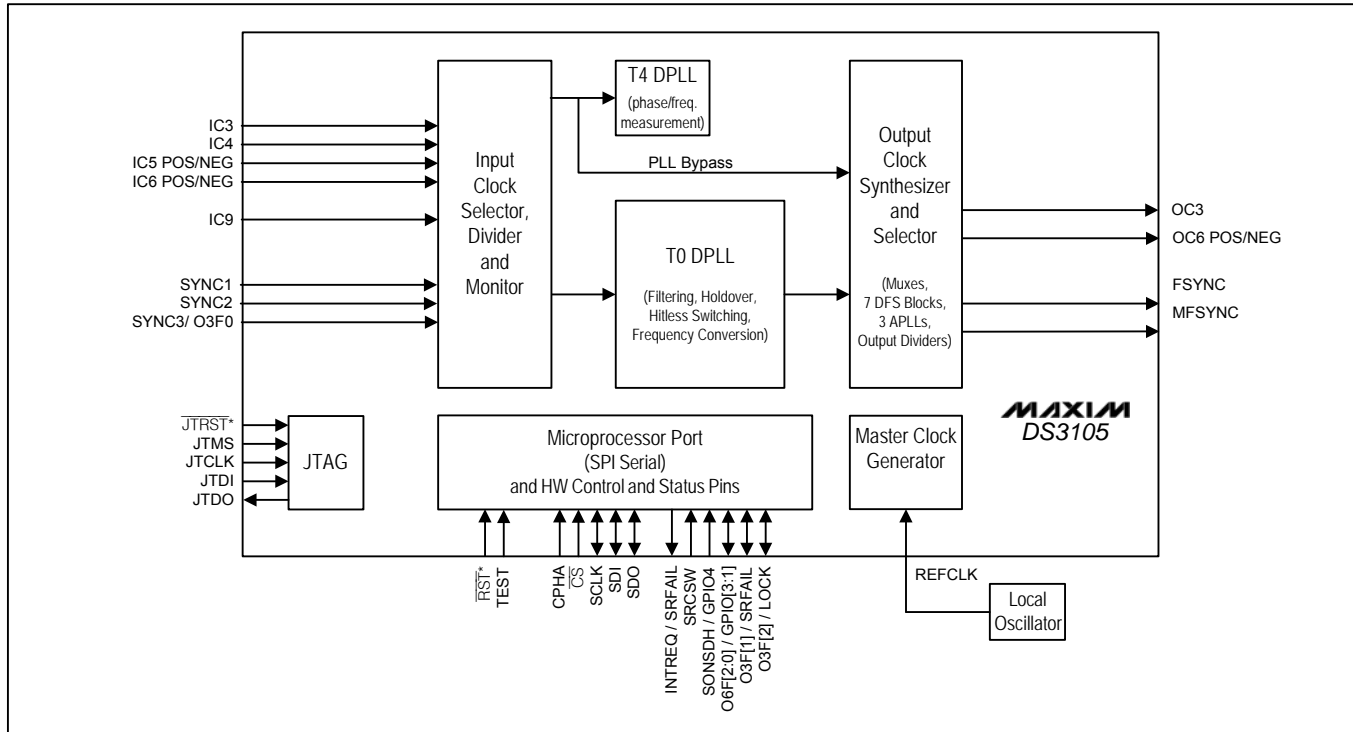 T4 DPLL
(phase/freq.
measurement)
PLL Bypass
IC3
IC4
IC5 POS/NEG
IC6 POS/NEG
IC9
SYNC1
SYNC2
SYNC3/ O3F0
Input
Clock
Selector,
Divider
and
Monitor
T0 DPLL
(Filtering, Holdover,
Hitless Switching,
Frequency Conversion)
Output
Clock
Synthesizer
and
Selector
(Muxes,
7 DFS Blocks,
3 APLLs,
Output Dividers)
OC3
OC6 POS/NEG
FSYNC
MFSYNC
JTRST*
JTMS
JTCLK
JTDI
JTDO
JTAG
Microprocessor Port
(SPI Serial)
and HW Control and Status Pins
Master Clock
Generator
MAXIM
DS3105
RST*
TEST
CPHA
CS
SCLK
SDI
SDO
INTREQ / SRFAIL
SRCSW
SONSDH / GPIO4
O6F[2:0] / GPIO[3:1]
O3F[1] / SRFAIL
O3F[2] / LOCK
REFCLK
Local
Oscillator